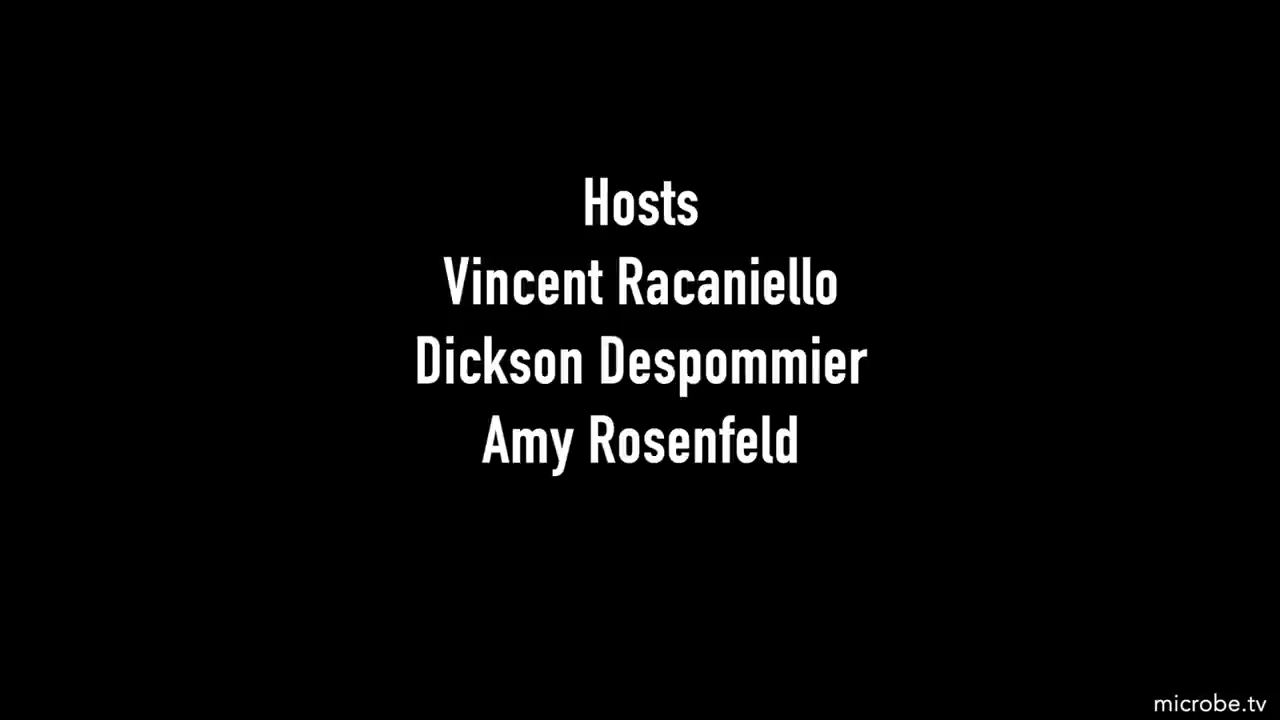 Hosts
Vincent Racaniello
Dickson Despommier
Amy Rosenfeld
microbe.tv